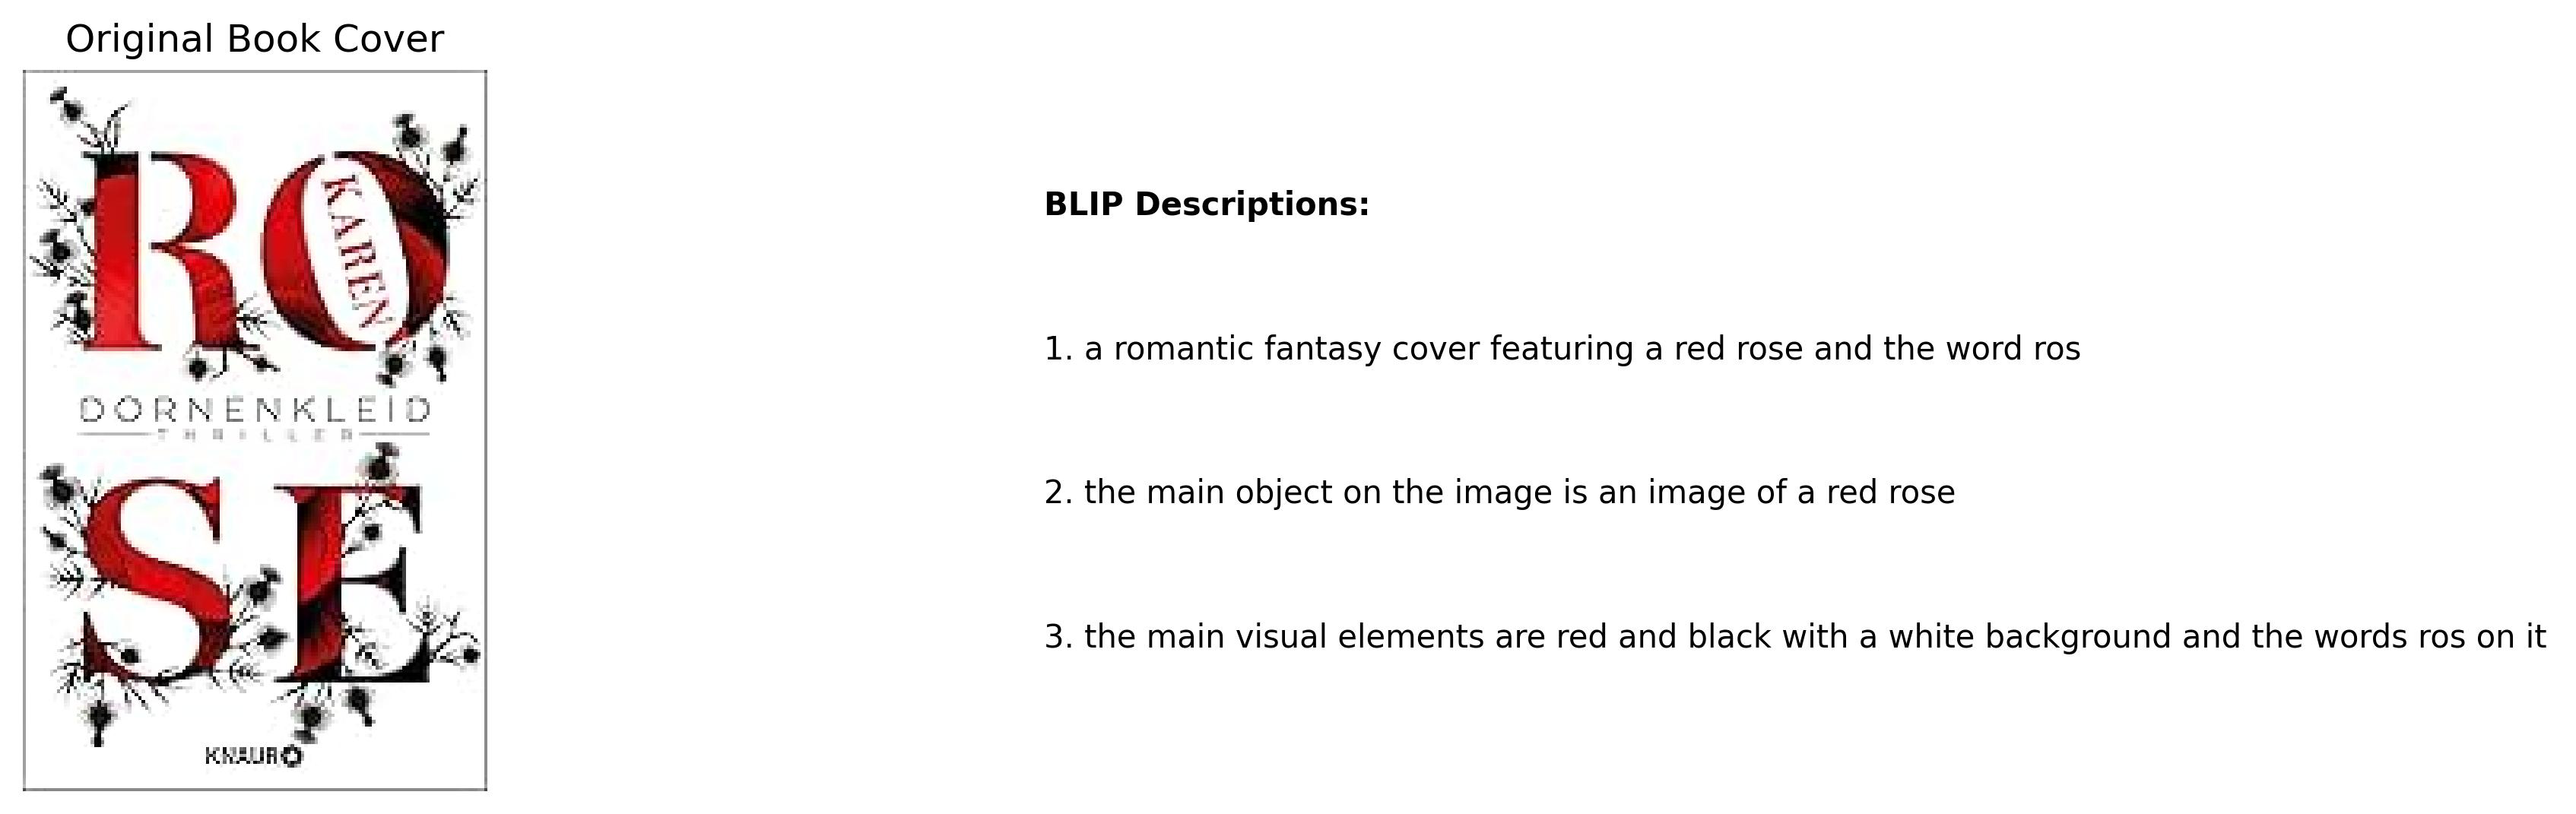 Original Book Cover
RO
KAREN
DORNENKLEID
THRILLER
SE
KNAUR
BLIP Descriptions:
1. a romantic fantasy cover featuring a red rose and the word ros
2. the main object on the image is an image of a red rose
3. the main visual elements are red and black with a white background and the words ros on it